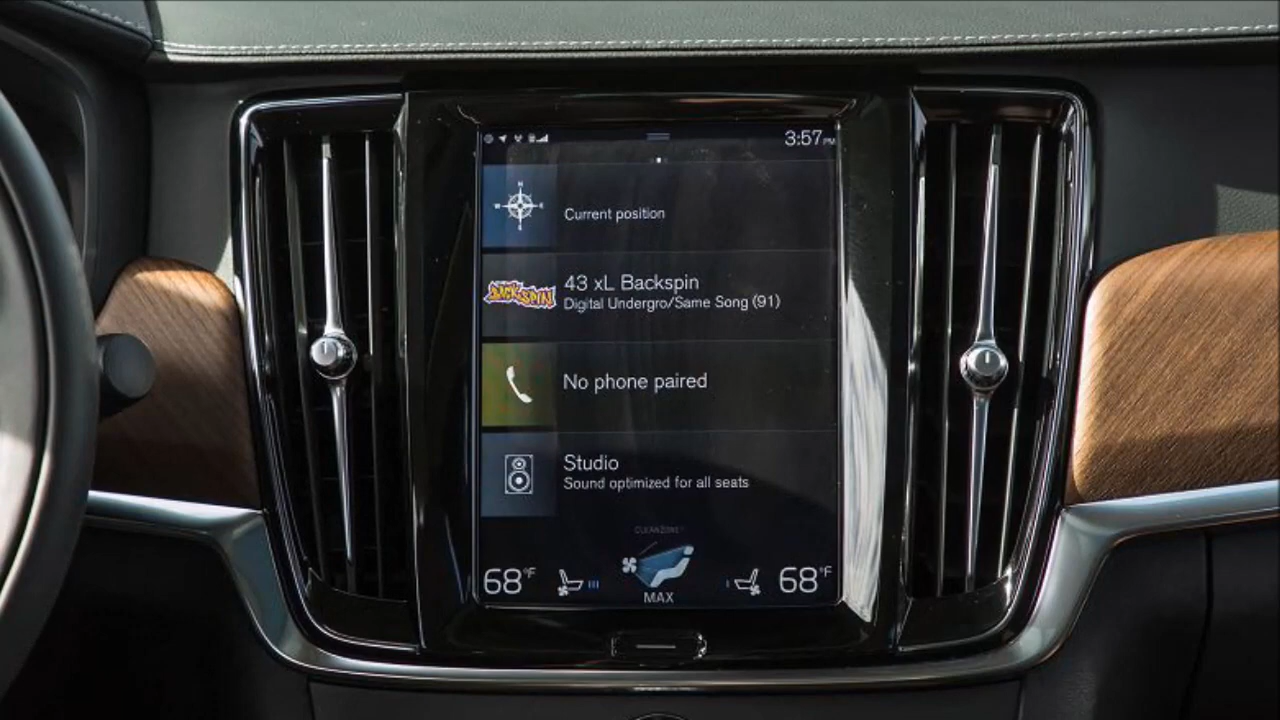 3:57PM
N
W E
S
Current position
BACKSPIN
43 xL Backspin
Digital Undergro/Same Song (91)
No phone paired
Studio
Sound optimized for all seats
CLEANZONE
68°F 68°F
MAX